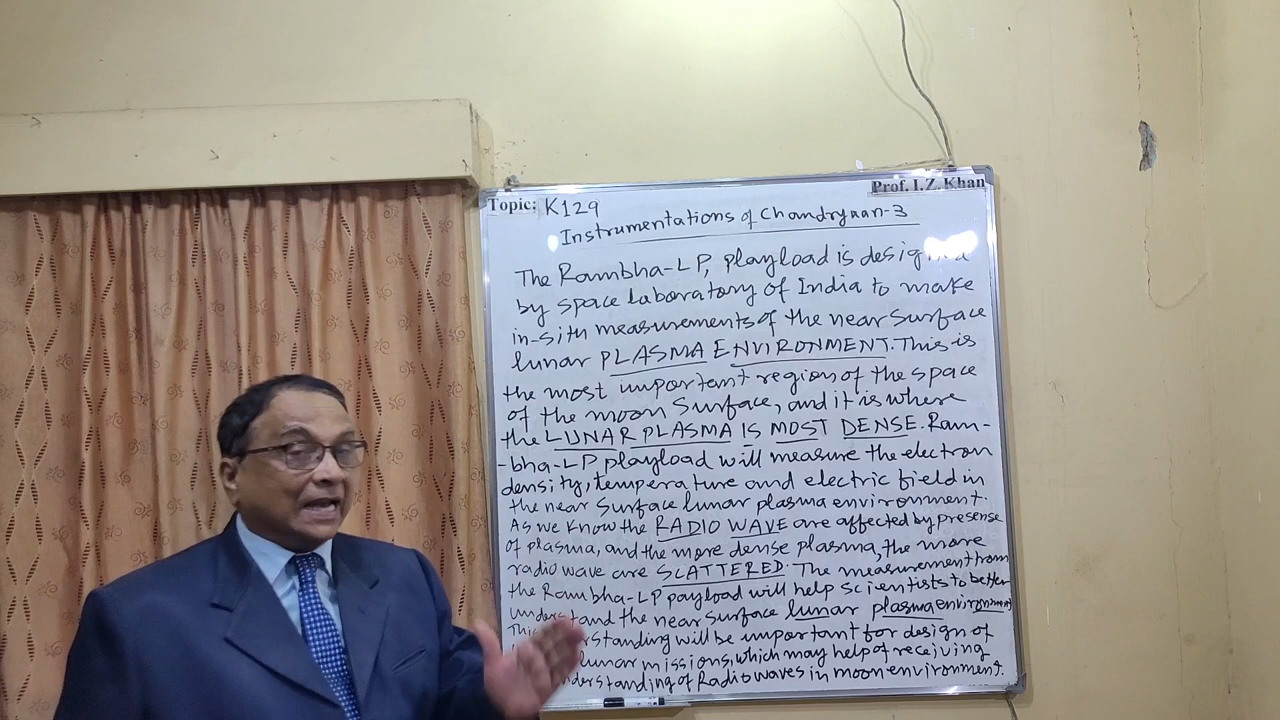 Topic: K129
Prof. I.Z. Khan
Instrumentations of Chandryaan-3
The Rambha-LP, playload is designed
by space laboratory of India to make
in-situ measurements of the near surface
lunar PLASMA ENVIRONMENT. This is
the most important region of the space
of the moon Surface, and it is where
the LUNAR PLASMA IS MOST DENSE. Ram-
-bha-LP playload will measure the electron
density, temperature and electric field in
the near surface lunar plasma environment.
As we know the RADIO WAVE are affected by presense
of plasma, and the more dense plasma, the more
radio wave are SCATTERED. The measurement from
the Rambha-LP payload will help scientists to better
understand the near surface lunar plasma environment
This understanding will be important for design of
lunar missions, which may help of receiving
understanding of Radio waves in moon environment.